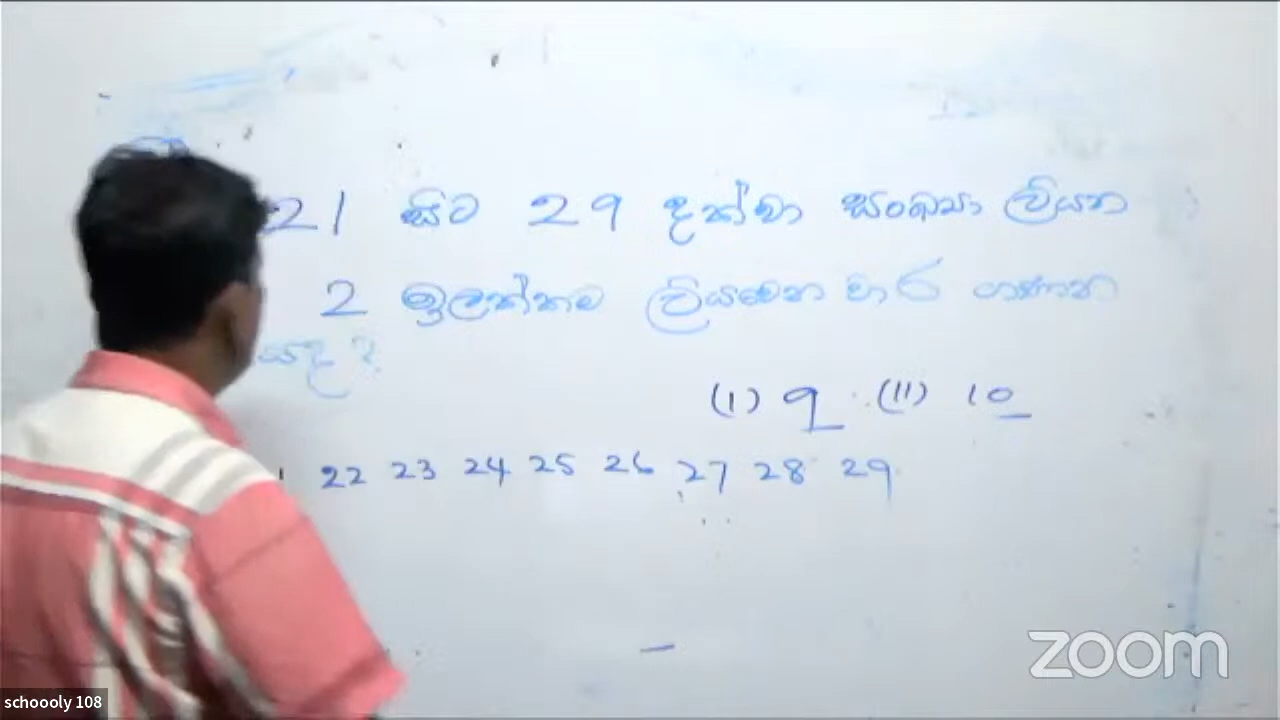 21 සිට 29 දක්වා සංඛ්‍යා ලියන
2 ඉලක්කම ලියවෙන වාර ගණන
යද ?
(I) 9 (II) 10
22 23 24 25 26 27 28 29
zoom
schoooly 108